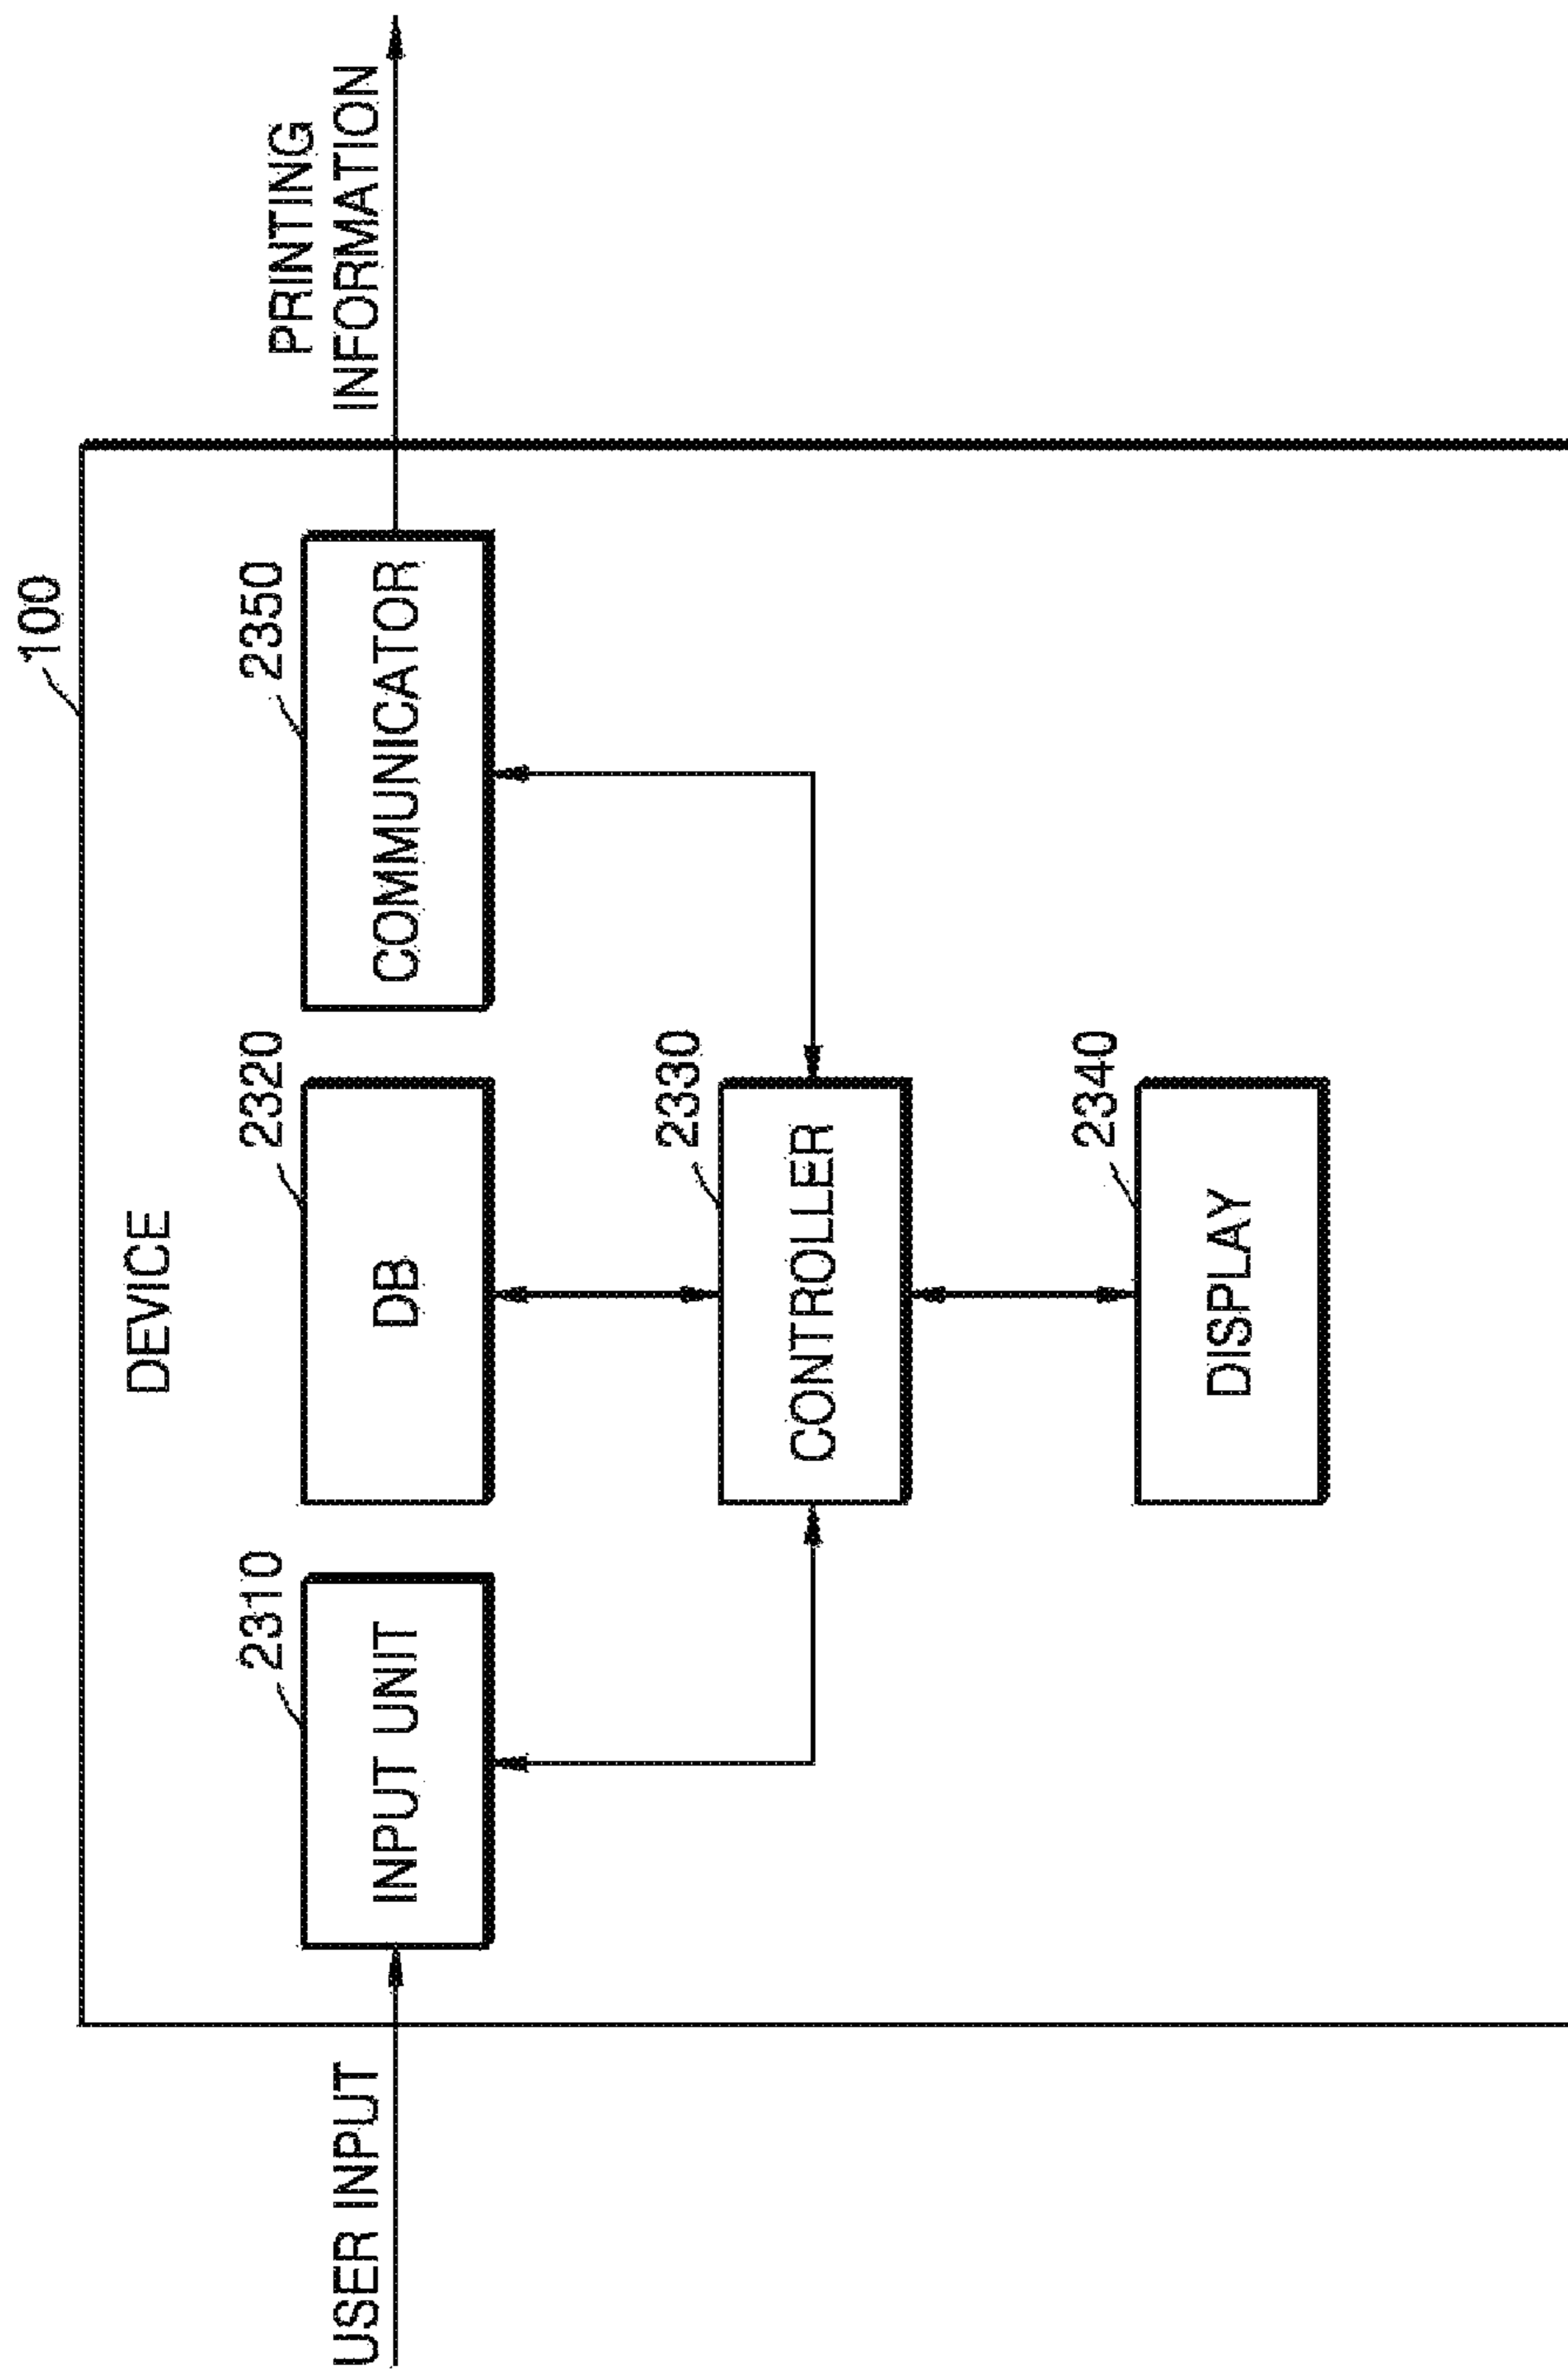 100
DEVICE
2310
2320
2350
USER INPUT
INPUT UNIT
DB
COMMUNICATOR
PRINTING
INFORMATION
2330
CONTROLLER
2340
DISPLAY